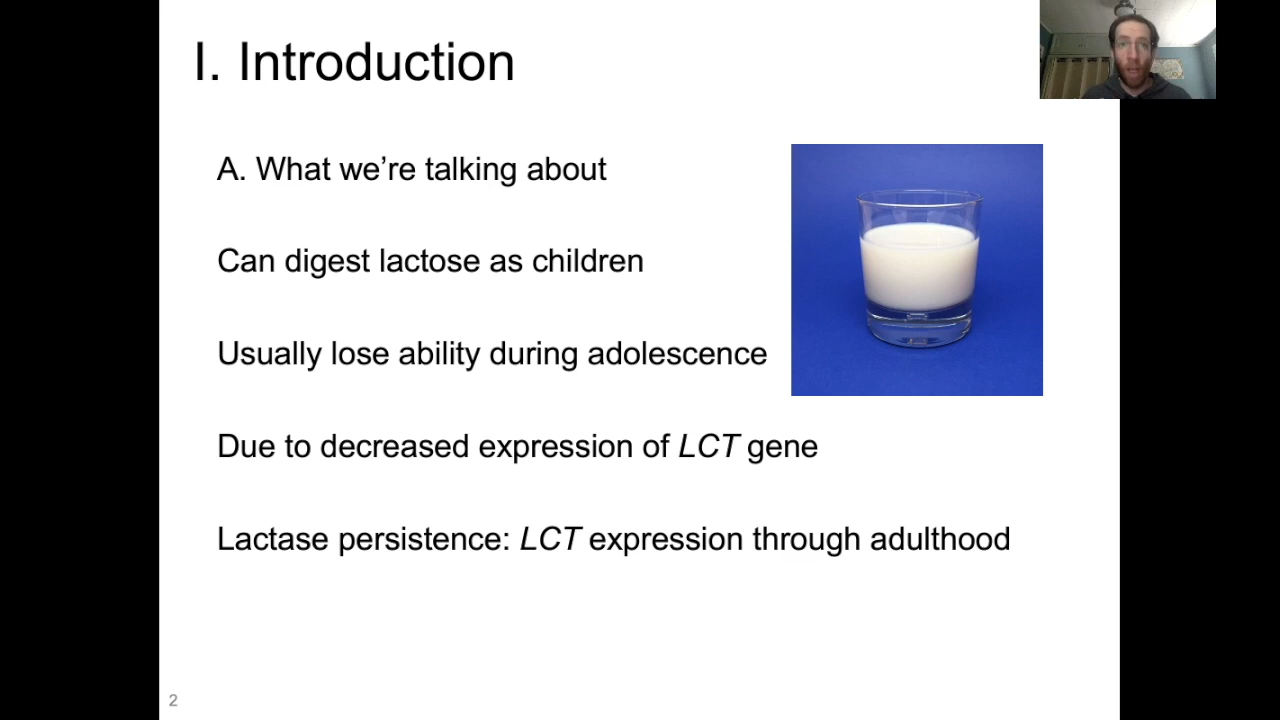 I. Introduction
A. What we’re talking about
Can digest lactose as children
Usually lose ability during adolescence
Due to decreased expression of LCT gene
Lactase persistence: LCT expression through adulthood
2